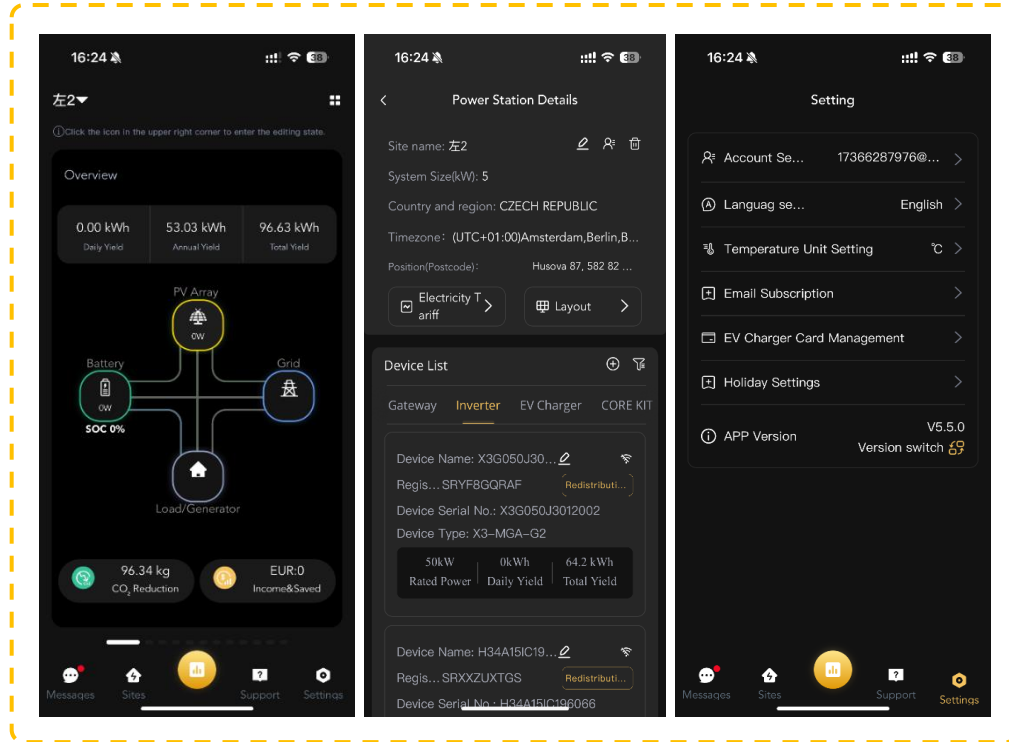 16:24
38
左2
Click the icon in the upper right corner to enter the editing state.
Overview
0.00 kWh
Daily Yield
53.03 kWh
Annual Yield
96.63 kWh
Total Yield
PV Array
0W
Battery
0W
SOC 0%
Grid
Load/Generator
96.34 kg
CO₂ Reduction
EUR:0
Income&Saved
Messages
Sites
Support
Settings
16:24
38
Power Station Details
Site name: 左2
System Size(kW): 5
Country and region: CZECH REPUBLIC
Timezone: (UTC+01:00)Amsterdam,Berlin,B...
Position(Postcode): Husova 87, 582 82 ...
Electricity T
ariff
Layout
Device List
Gateway Inverter EV Charger CORE KIT
Device Name: X3G050J30...
Regis... SRYF8GQRAF Redistributi...
Device Serial No.: X3G050J3012002
Device Type: X3-MGA-G2
50kW
Rated Power
0kWh
Daily Yield
64.2 kWh
Total Yield
Device Name: H34A15IC19...
Regis... SRXXZUXTGS Redistributi...
Device Serial No.: H34A15IC196066
16:24
38
Setting
Account Se... 17366287976@...
Languag se... English
Temperature Unit Setting °C
Email Subscription
EV Charger Card Management
Holiday Settings
APP Version V5.5.0
Version switch
Messages
Sites
Support
Settings